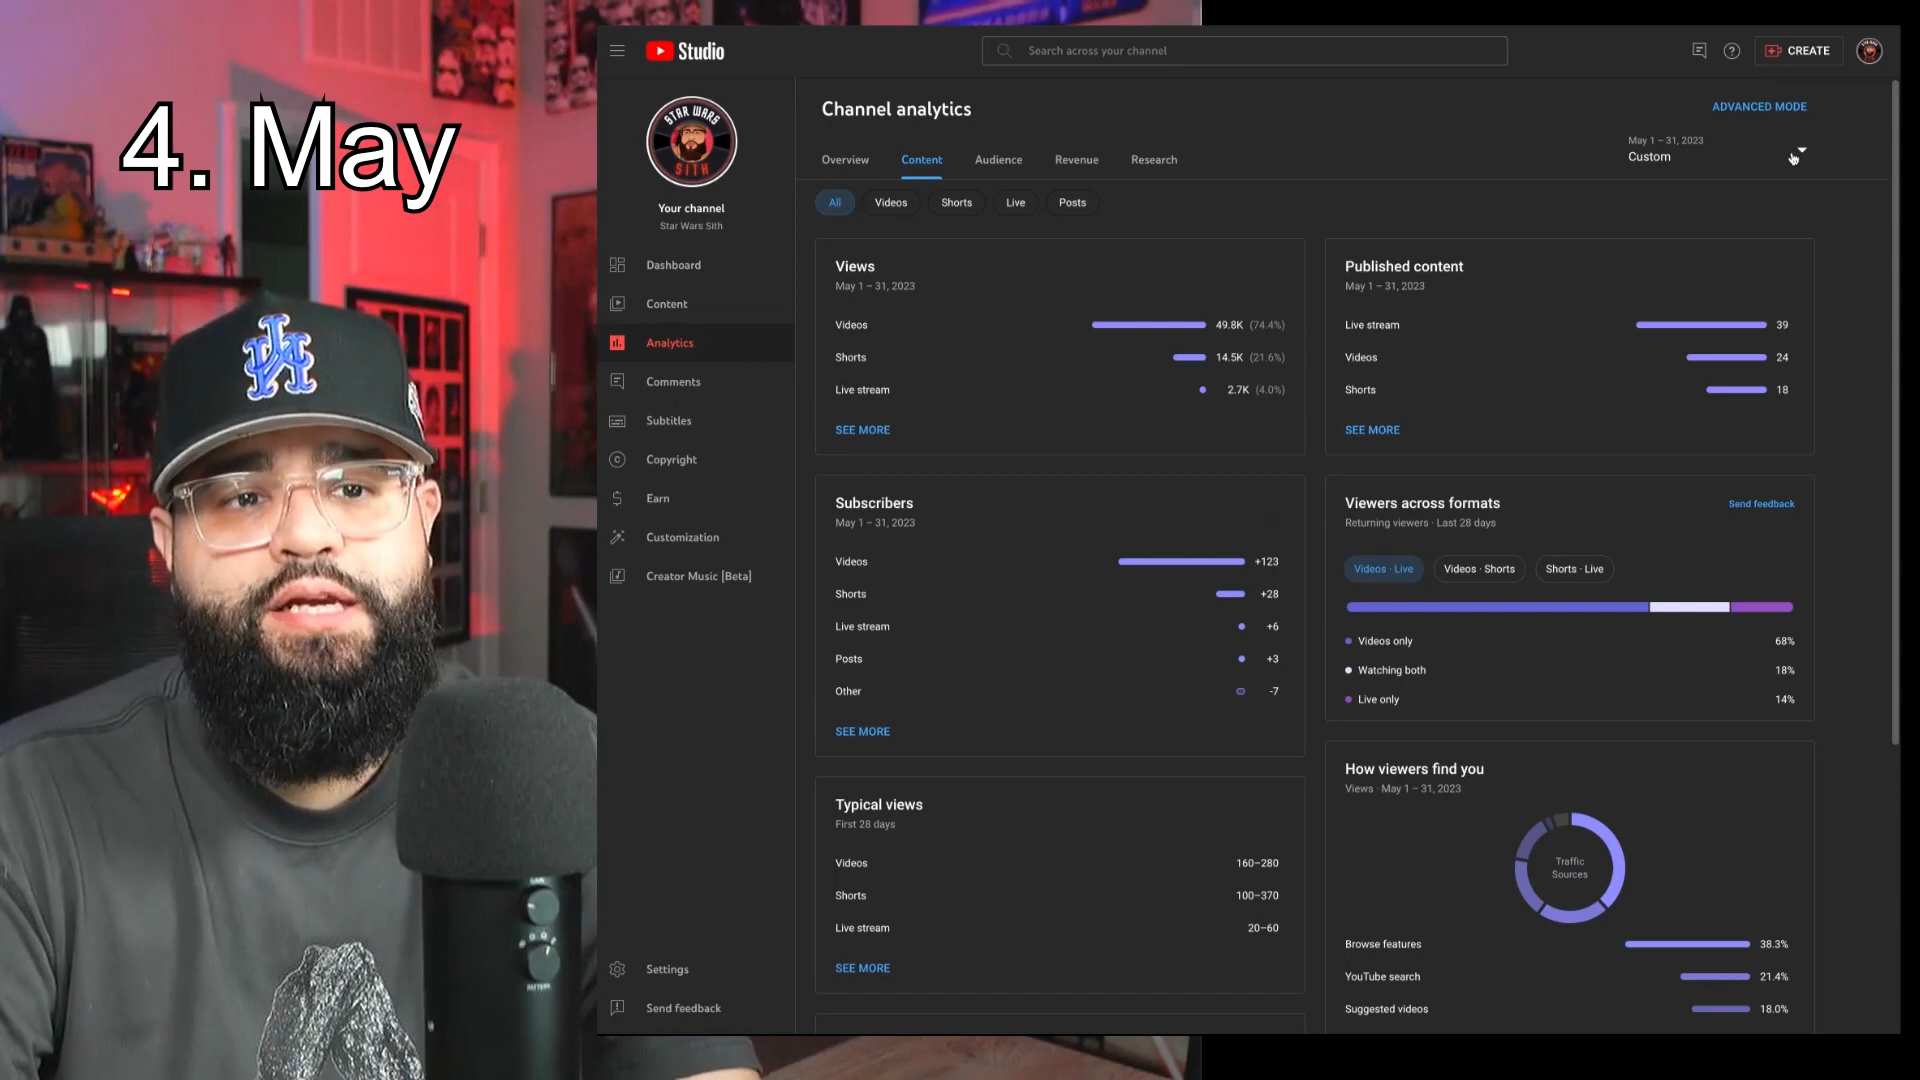 4. May
Studio
Search across your channel
CREATE
STAR WARS
SITH
Your channel
Star Wars Sith
Dashboard
Content
Analytics
Comments
Subtitles
Copyright
Earn
Customization
Creator Music [Beta]
Settings
Send feedback
Channel analytics
ADVANCED MODE
May 1 – 31, 2023
Custom
Overview
Content
Audience
Revenue
Research
All
Videos
Shorts
Live
Posts
Views
May 1 – 31, 2023
Videos 49.8K (74.4%)
Shorts 14.5K (21.6%)
Live stream 2.7K (4.0%)
SEE MORE
Published content
May 1 – 31, 2023
Live stream 39
Videos 24
Shorts 18
SEE MORE
Subscribers
May 1 – 31, 2023
Videos +123
Shorts +28
Live stream +6
Posts +3
Other -7
SEE MORE
Viewers across formats
Send feedback
Returning viewers · Last 28 days
Videos · Live
Videos · Shorts
Shorts · Live
Videos only 68%
Watching both 18%
Live only 14%
Typical views
First 28 days
Videos 160–280
Shorts 100–370
Live stream 20–60
SEE MORE
How viewers find you
Views · May 1 – 31, 2023
Traffic
Sources
Browse features 38.3%
YouTube search 21.4%
Suggested videos 18.0%
PATTERN